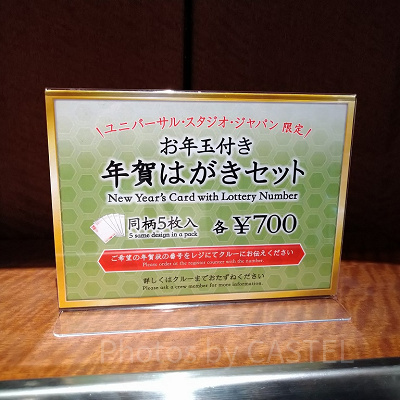 \ユニバーサル・スタジオ・ジャパン 限定/
お年玉付き
年賀はがきセット
New Year's Card with Lottery Number
同柄5枚入 各¥700
5 same design in a pack
ご希望の年賀状の番号をレジにてクルーにお伝えください
Please order at the register counter with the number.
詳しくはクルーまでおたずねください
Please ask a crew member for more information.
CASTEL